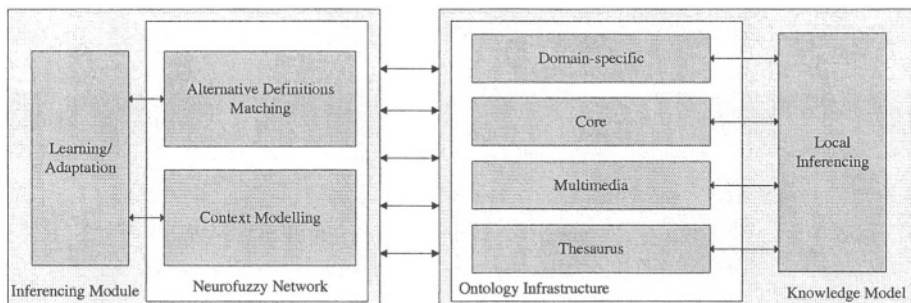 Learning/
Adaptation
Alternative Definitions
Matching
Context Modelling
Inferencing Module
Neurofuzzy Network
Domain-specific
Core
Multimedia
Thesaurus
Local
Inferencing
Ontology Infrastructure
Knowledge Model